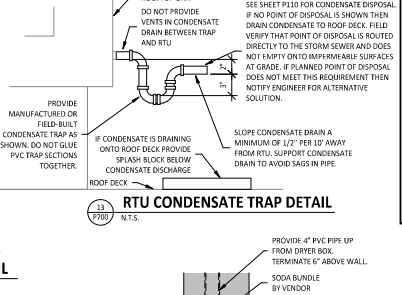 DO NOT PROVIDE
VENTS IN CONDENSATE
DRAIN BETWEEN TRAP
AND RTU
SEE SHEET P110 FOR CONDENSATE DISPOSAL.
IF NO POINT OF DISPOSAL IS SHOWN THEN
DRAIN CONDENSATE TO ROOF DECK. FIELD
VERIFY THAT POINT OF DISPOSAL IS ROUTED
DIRECTLY TO THE STORM SEWER AND DOES
NOT EMPTY ONTO IMPERMEABLE SURFACES
AT GRADE. IF PLANNED POINT OF DISPOSAL
DOES NOT MEET THIS REQUIREMENT THEN
NOTIFY ENGINEER FOR ALTERNATIVE
SOLUTION.
3"
PROVIDE
MANUFACTURED OR
FIELD-BUILT
CONDENSATE TRAP AS
SHOWN. DO NOT GLUE
PVC TRAP SECTIONS
TOGETHER.
IF CONDENSATE IS DRAINING
ONTO ROOF DECK PROVIDE
SPLASH BLOCK BELOW
CONDENSATE DISCHARGE
SLOPE CONDENSATE DRAIN A
MINIMUM OF 1/2" PER 10' AWAY
FROM RTU. SUPPORT CONDENSATE
DRAIN TO AVOID SAGS IN PIPE.
ROOF DECK
13
P700
RTU CONDENSATE TRAP DETAIL
N.T.S.
PROVIDE 4" PVC PIPE UP
FROM DRYER BOX.
TERMINATE 6" ABOVE WALL.
SODA BUNDLE
BY VENDOR